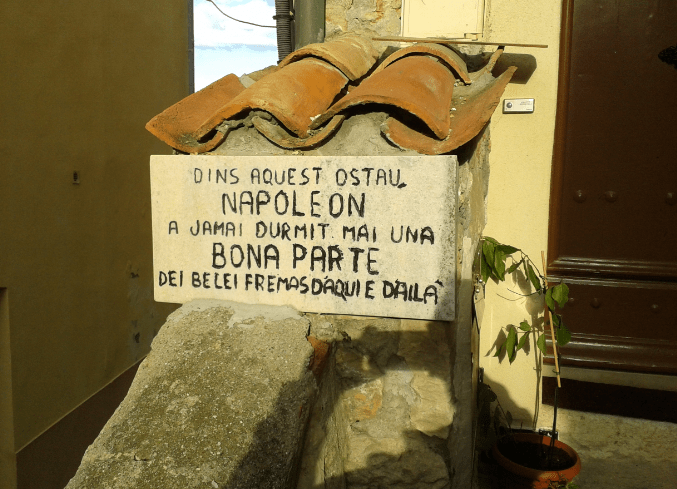 DINS AQUEST OSTAU,
NAPOLEON
A JAMAI DURMIT. MAI UNA
BONA PARTE
DEI BELEI FREMAS D'AQUI E D'AILÀ